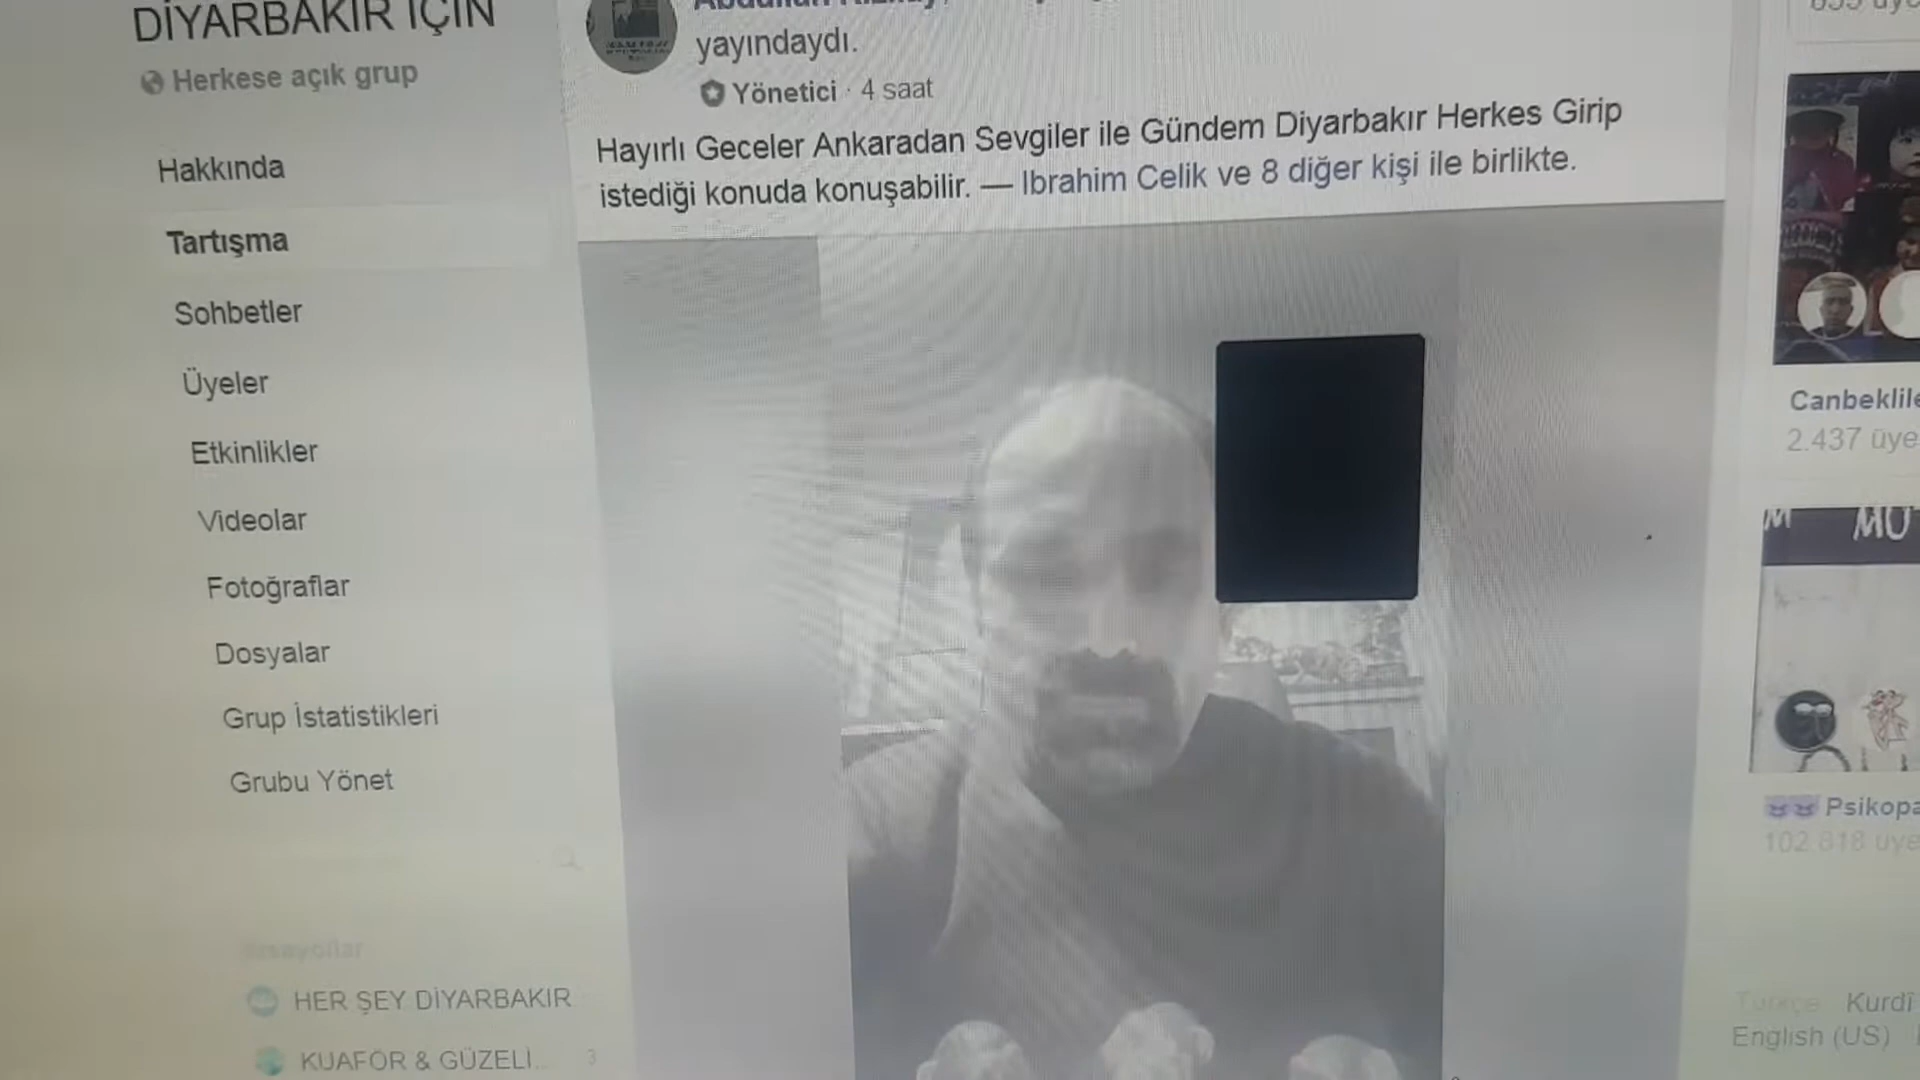 DİYARBAKIR İÇİN
Herkese açık grup
Hakkında
Tartışma
Sohbetler
Üyeler
Etkinlikler
Videolar
Fotoğraflar
Dosyalar
Grup İstatistikleri
Grubu Yönet
HER ŞEY DİYARBAKIR
KUAFÖR & GÜZELİ... 3
yayındaydı.
Yönetici · 4 saat
Hayırlı Geceler Ankaradan Sevgiler ile Gündem Diyarbakır Herkes Girip
istediği konuda konuşabilir. — Ibrahim Celik ve 8 diğer kişi ile birlikte.
Canbeklile
2.437 üye
MU
Psikopa
102.818 üye
Türkçe Kurdî
English (US)